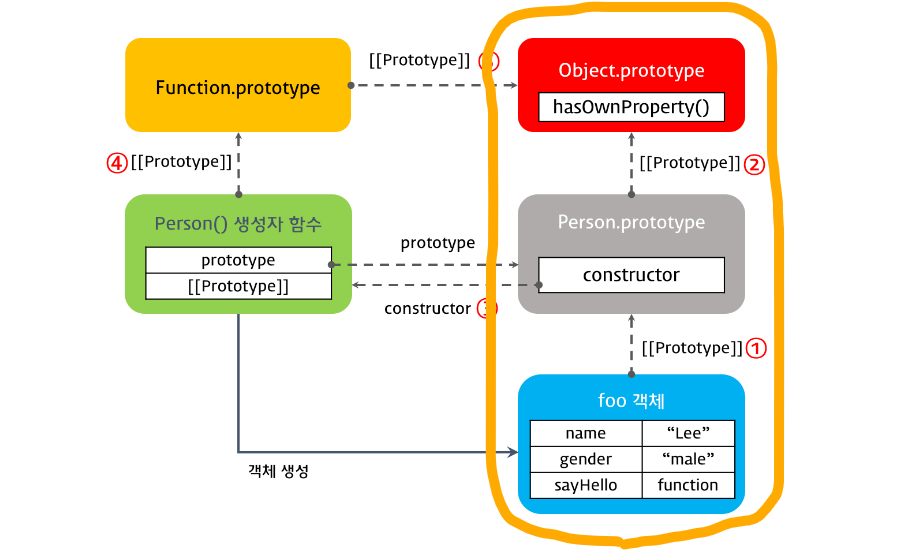 Function.prototype
[[Prototype]]
Object.prototype
hasOwnProperty()
④ [[Prototype]]
[[Prototype]] ②
Person() 생성자 함수
prototype
[[Prototype]]
prototype
constructor
Person.prototype
constructor
[[Prototype]] ①
foo 객체
name “Lee”
gender “male”
sayHello function
객체 생성